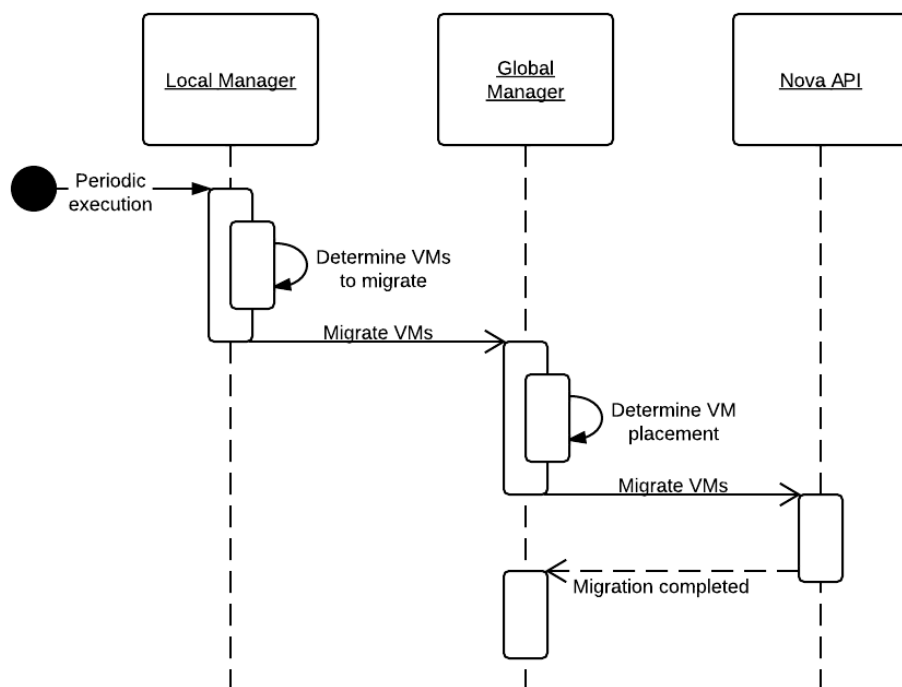 Local Manager
Global
Manager
Nova API
Periodic
execution
Determine VMs
to migrate
Migrate VMs
Determine VM
placement
Migrate VMs
Migration completed